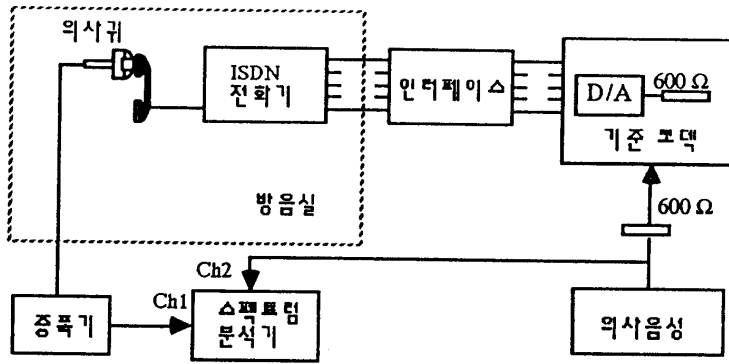 의사귀
ISDN
전화기
인터페이스
D/A
600 Ω
기준 코덱
방음실
600 Ω
Ch2
Ch1
증폭기
스펙트럼
분석기
의사음성